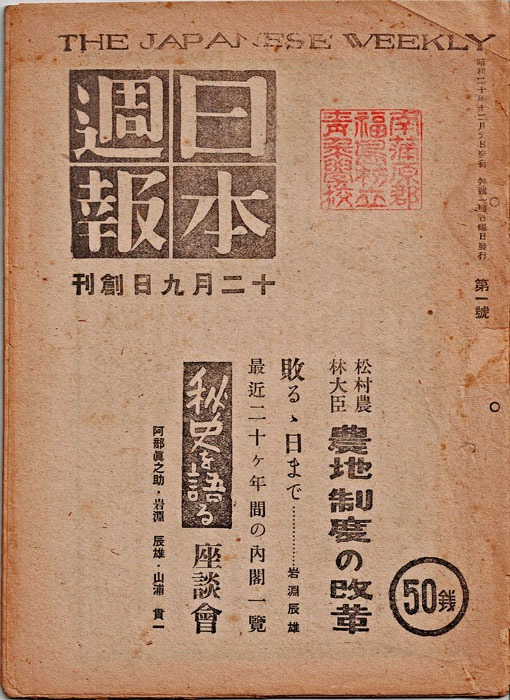 THE JAPANESE WEEKLY
日本
週報
十二月九日創刊
第一號
松村農
林大臣
農地制度の改革
敗るゝ日まで…………岩淵辰雄
最近二十ヶ年間の內閣一覽
秘史を語る 座談會
阿部眞之助・岩淵 辰雄・山浦 貫一
50銭